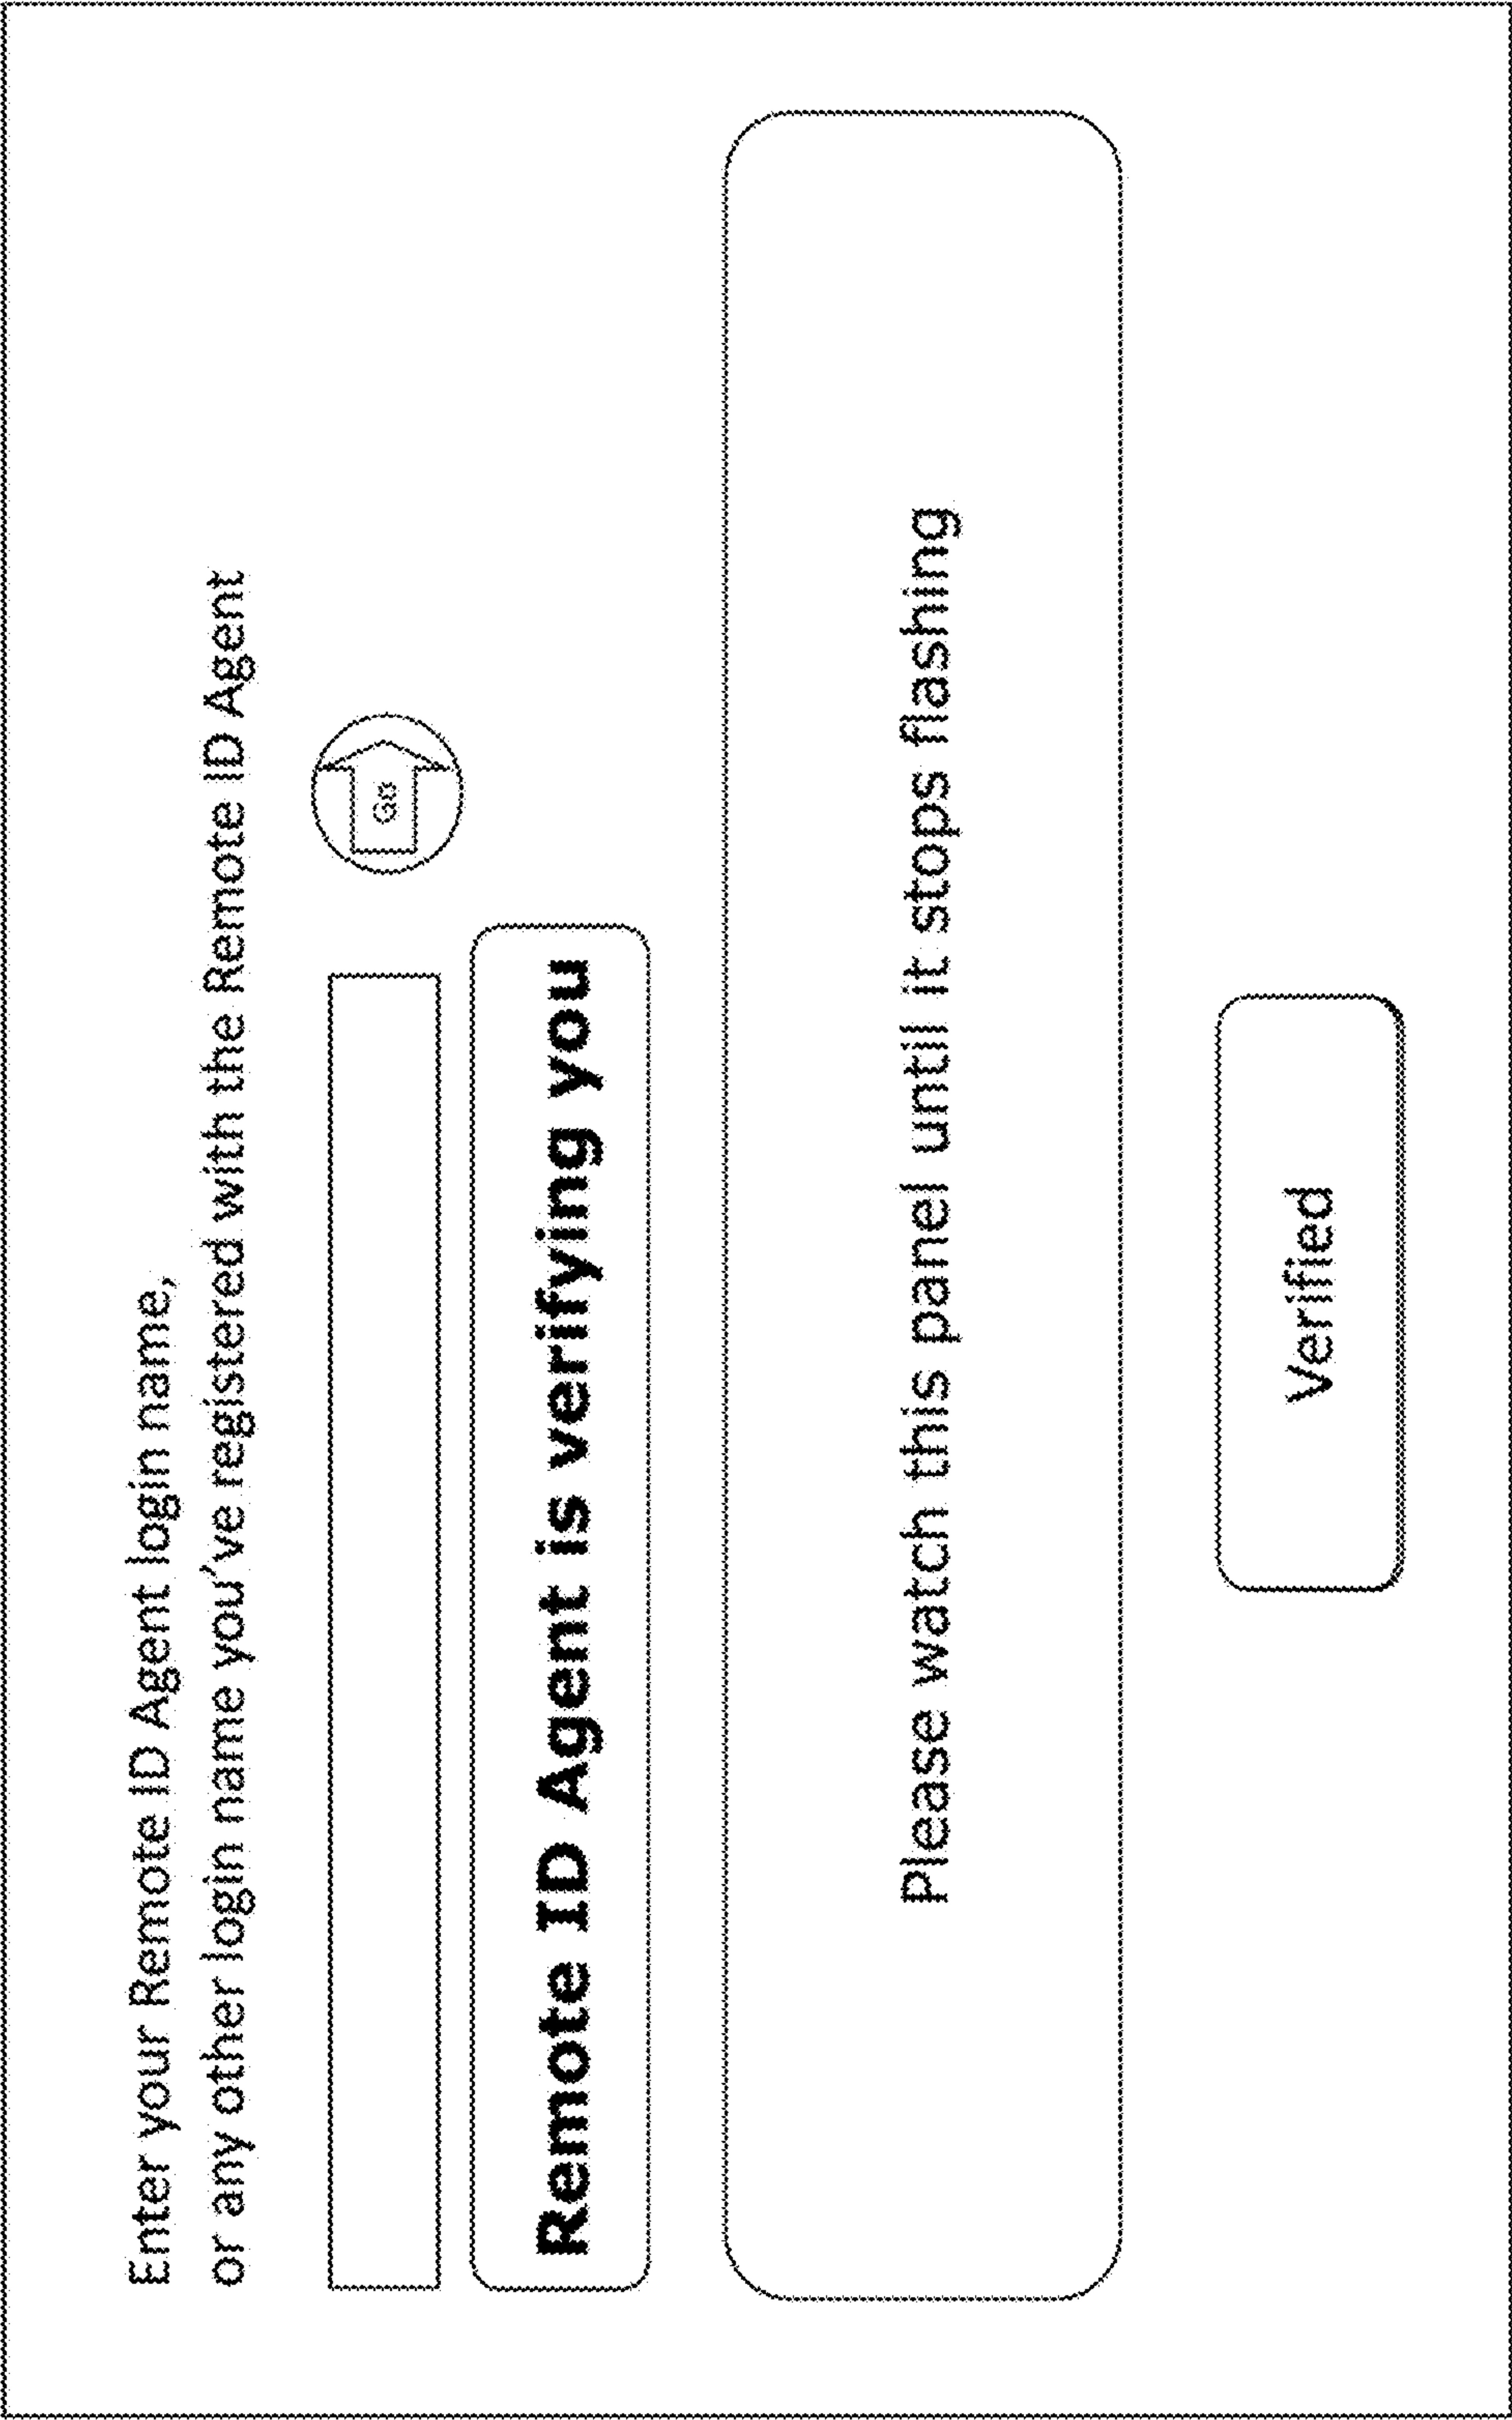 Enter your Remote ID Agent login name,
or any other login name you've registered with the Remote ID Agent
Go
Remote ID Agent is verifying you
Please watch this panel until it stops flashing
Verified